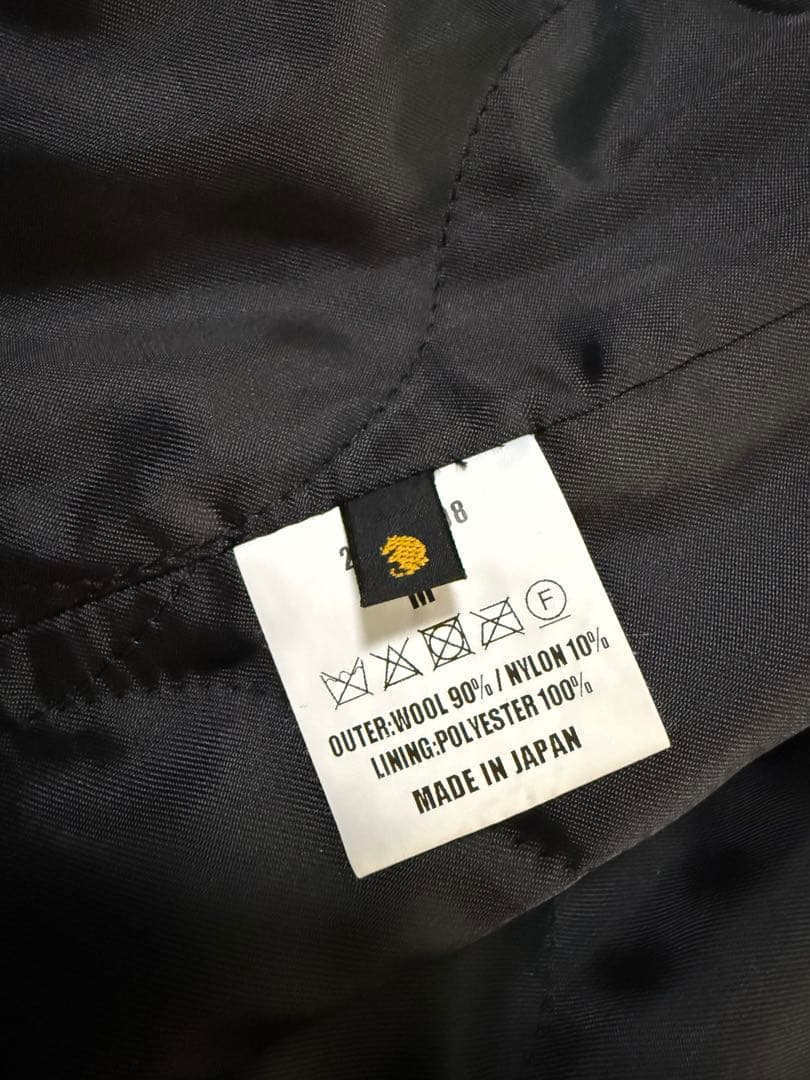 F
OUTER:WOOL 90% / NYLON 10%
LINING:POLYESTER 100%
MADE IN JAPAN